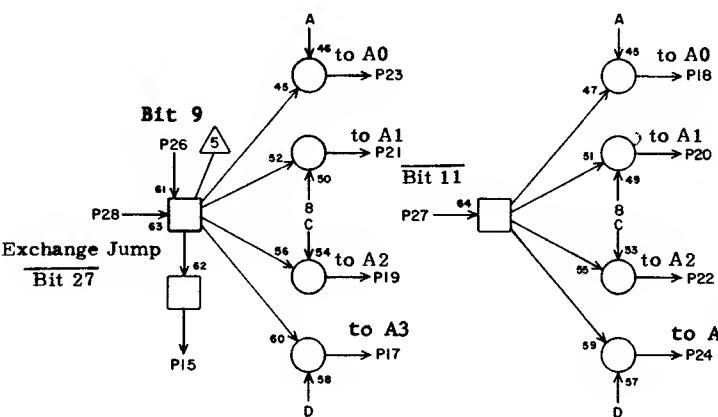 A
A
46
to A0
45
to A0
45
P23
47
P18
Bit 9
5
P26
52
to A1
P21
51
to A1
P20
50
Bit 11
49
61
P28
63
B
P27
64
B
C
C
Exchange Jump
Bit 27
62
56
54
to A2
P19
55
53
to A2
P22
to A3
to A
60
P17
59
P24
P15
58
57
D
D